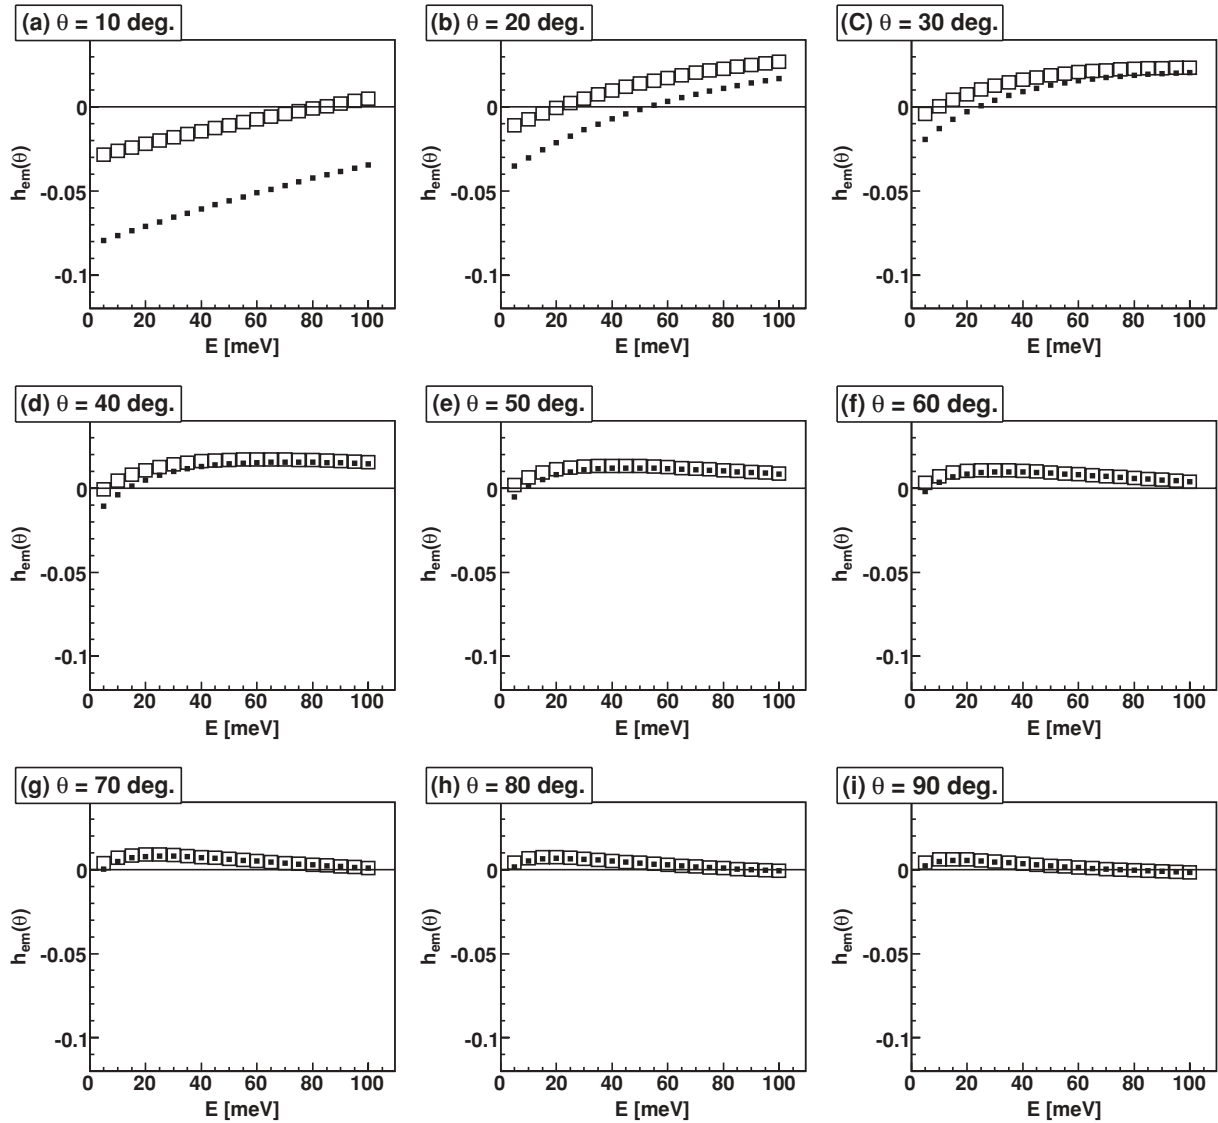 (a) θ = 10 deg.
0
-0.05
-0.1
h_em(θ)
0 20 40 60 80 100
E [meV]
(b) θ = 20 deg.
0
-0.05
-0.1
h_em(θ)
0 20 40 60 80 100
E [meV]
(C) θ = 30 deg.
0
-0.05
-0.1
h_em(θ)
0 20 40 60 80 100
E [meV]
(d) θ = 40 deg.
0
-0.05
-0.1
h_em(θ)
0 20 40 60 80 100
E [meV]
(e) θ = 50 deg.
0
-0.05
-0.1
h_em(θ)
0 20 40 60 80 100
E [meV]
(f) θ = 60 deg.
0
-0.05
-0.1
h_em(θ)
0 20 40 60 80 100
E [meV]
(g) θ = 70 deg.
0
-0.05
-0.1
h_em(θ)
0 20 40 60 80 100
E [meV]
(h) θ = 80 deg.
0
-0.05
-0.1
h_em(θ)
0 20 40 60 80 100
E [meV]
(i) θ = 90 deg.
0
-0.05
-0.1
h_em(θ)
0 20 40 60 80 100
E [meV]